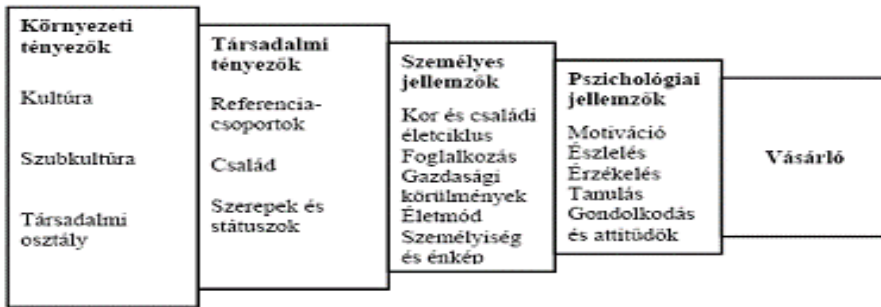 Környezeti
tényezők
Kultúra
Szubkultúra
Társadalmi
osztály
Társadalmi
tényezők
Referencia-
csoportok
Család
Szerepek és
státuszok
Személyes
jellemzők
Kor és családi
életciklus
Foglalkozás
Gazdasági
körülmények
Életmód
Személyiség
és énkép
Pszichológiai
jellemzők
Motiváció
Észlelés
Érzékelés
Tanulás
Gondolkodás
és attitűdök
Vásárló